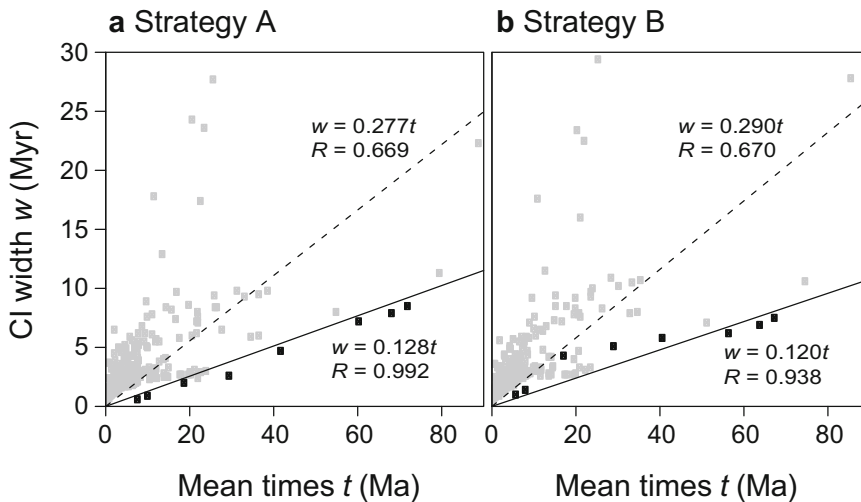 a Strategy A
b Strategy B
CI width w (Myr)
30
25
20
15
10
5
0
w = 0.277t
R = 0.669
w = 0.128t
R = 0.992
w = 0.290t
R = 0.670
w = 0.120t
R = 0.938
0 20 40 60 80
0 20 40 60 80
Mean times t (Ma)
Mean times t (Ma)